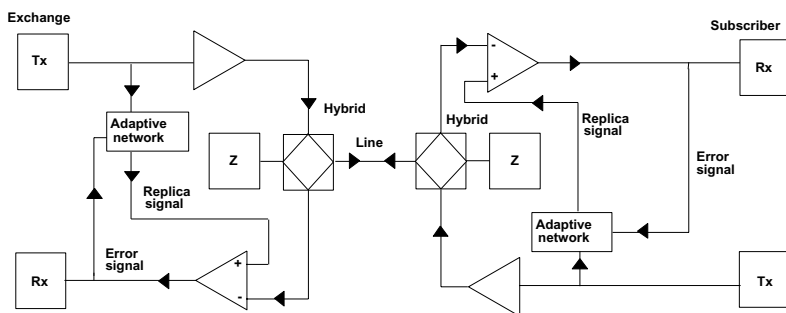 Exchange
Tx
Adaptive
network
Replica
signal
Error
signal
Rx
+
-
Hybrid
Z
Line
Hybrid
Z
-
+
Replica
signal
Subscriber
Rx
Error
signal
Adaptive
network
Tx